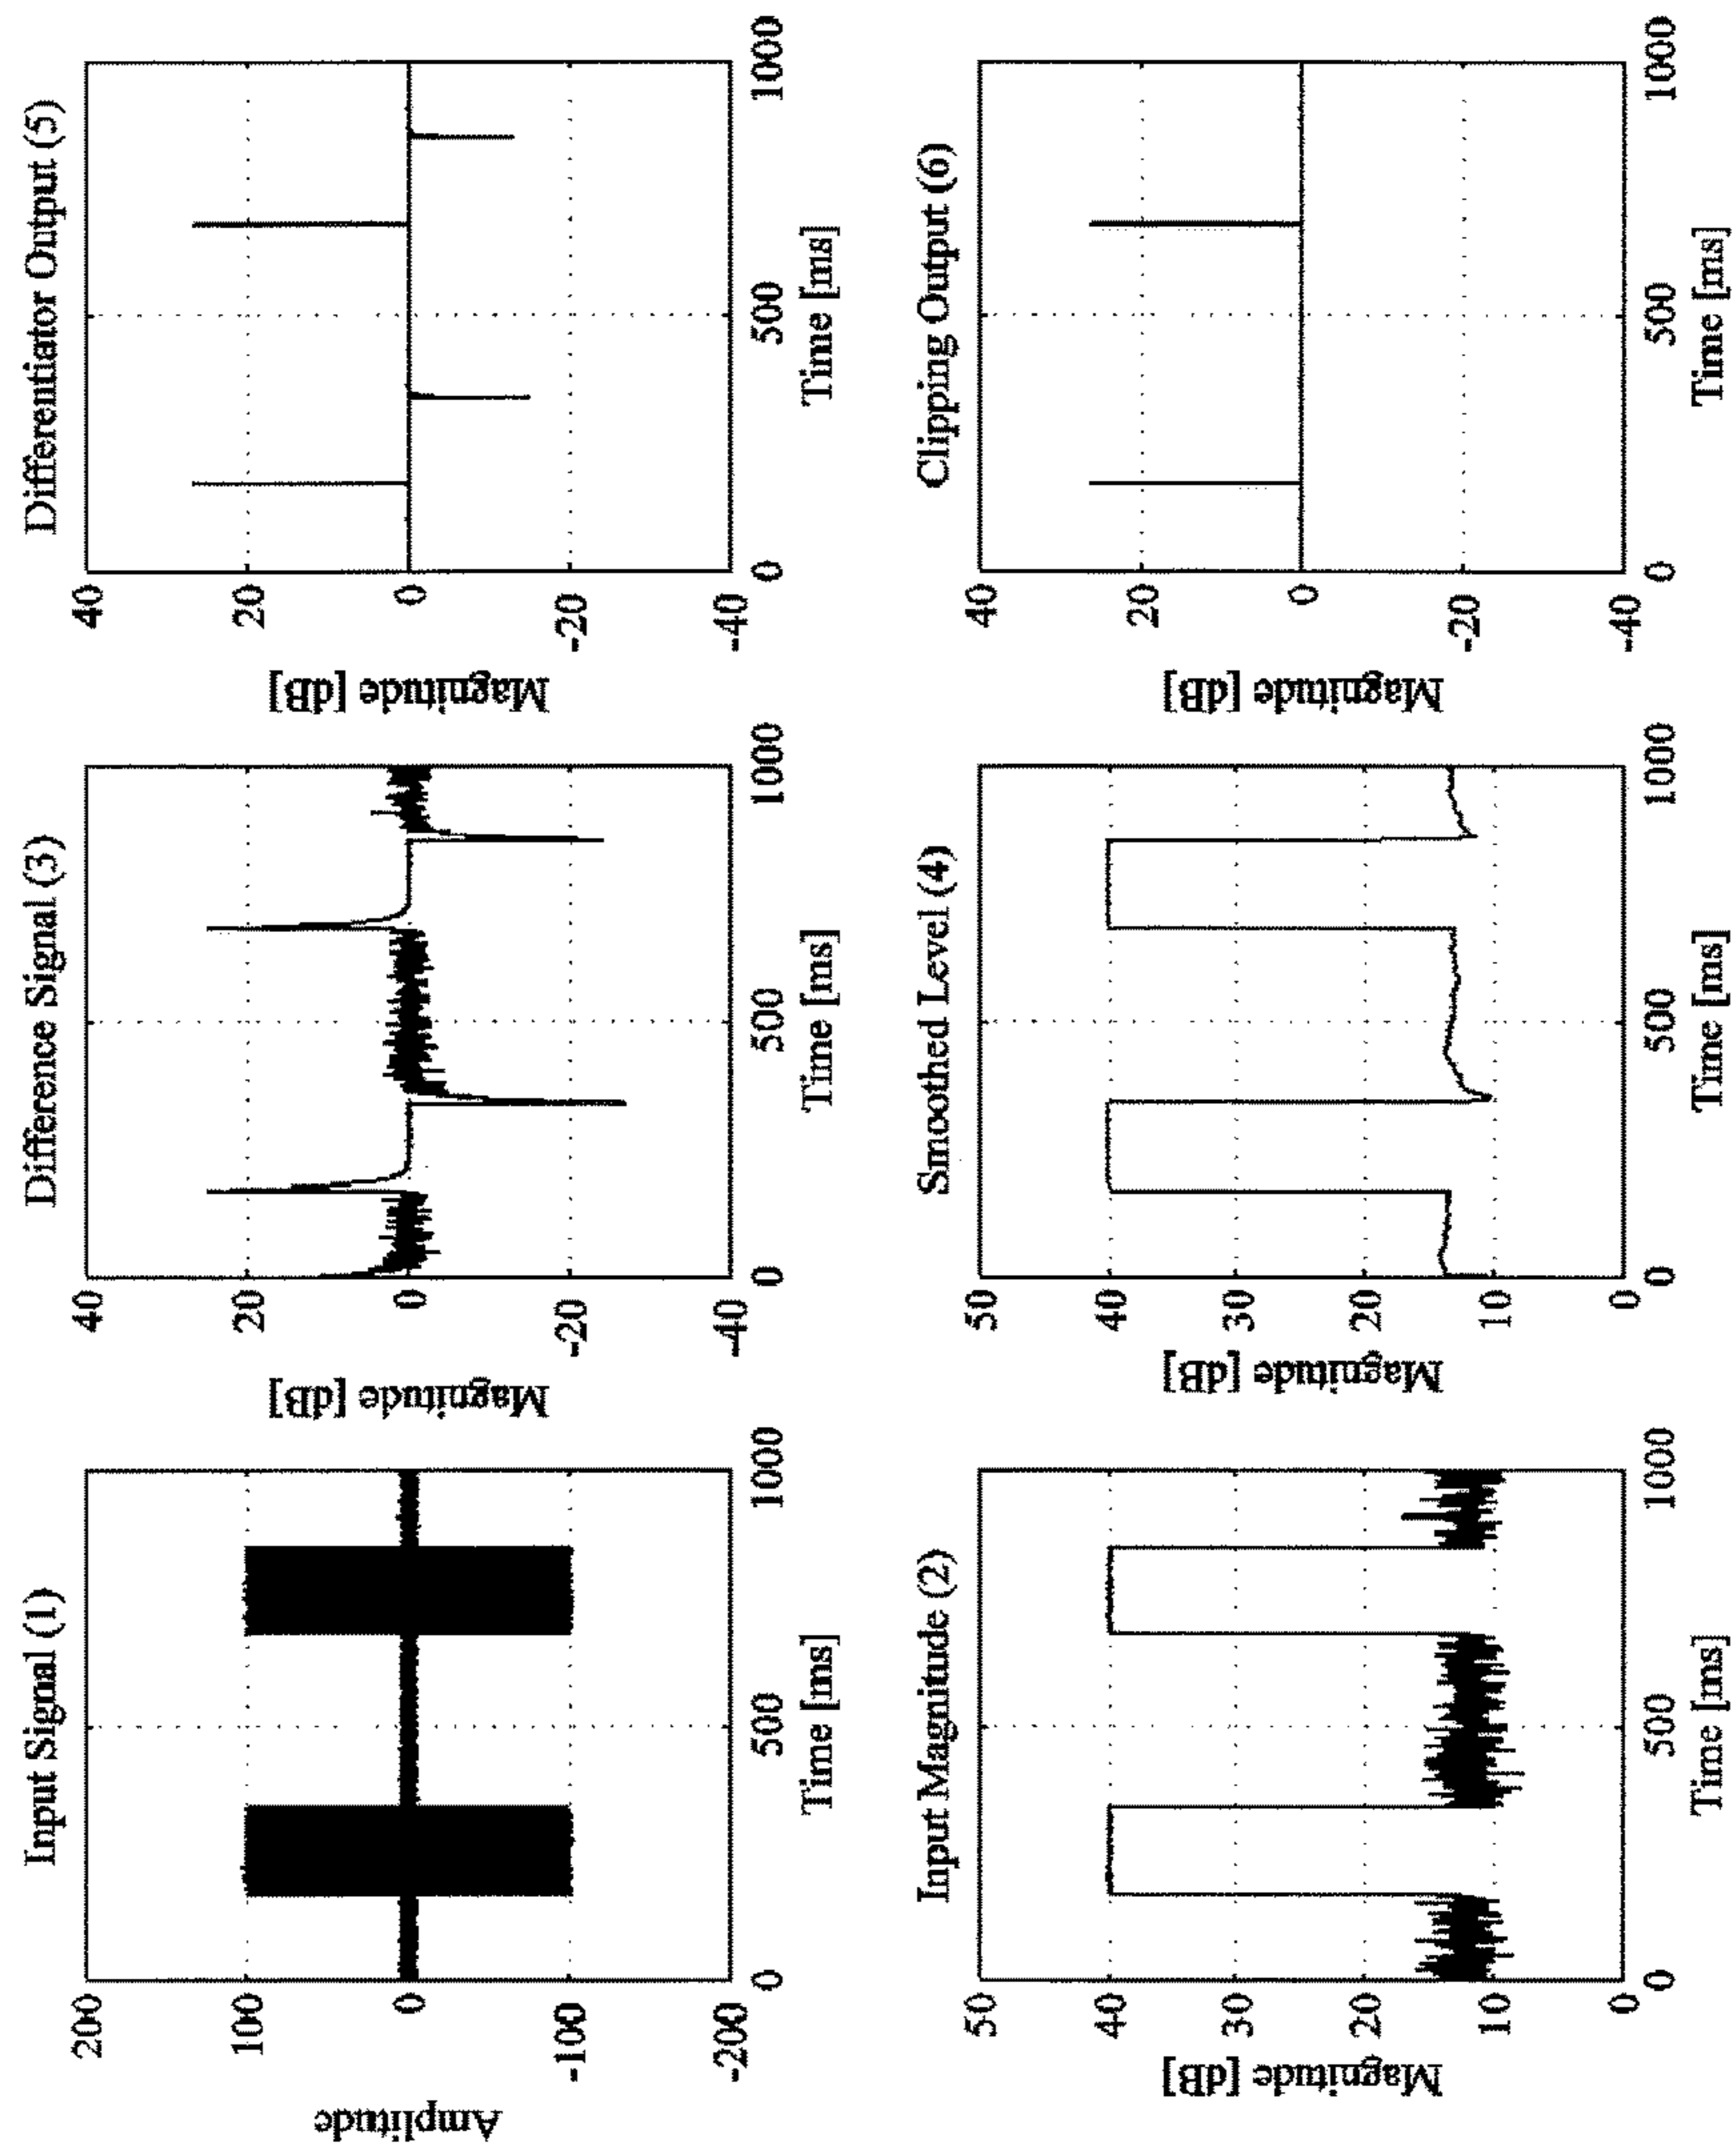 Input Signal (1)
Amplitude
200
100
0
-100
-200
0
500
1000
Time [ms]
Difference Signal (3)
Magnitude [dB]
40
20
0
-20
-40
0
500
1000
Time [ms]
Differentiator Output (5)
Magnitude [dB]
40
20
0
-20
-40
0
500
1000
Time [ms]
Input Magnitude (2)
Magnitude [dB]
50
40
30
20
10
0
0
500
1000
Time [ms]
Smoothed Level (4)
Magnitude [dB]
50
40
30
20
10
0
0
500
1000
Time [ms]
Clipping Output (6)
Magnitude [dB]
40
20
0
-20
-40
0
500
1000
Time [ms]